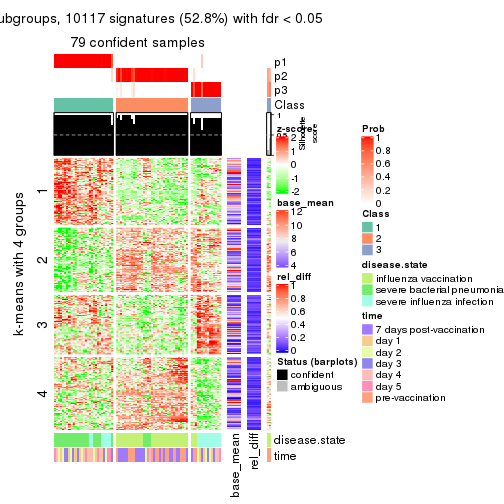 ubgroups, 10117 signatures (52.8%) with fdr < 0.05
79 confident samples
p1
p2
p3
Class
1
0.5
0
Silhouette
score
k-means with 4 groups
1
2
3
4
z-score
2
1
0
-1
-2
base_mean
12
10
8
6
4
rel_diff
1
0.8
0.6
0.4
0.2
0
Status (barplots)
confident
ambiguous
disease.state
time
base_mean
rel_diff
Prob
1
0.8
0.6
0.4
0.2
0
Class
1
2
3
disease.state
influenza vaccination
severe bacterial pneumonia
severe influenza infection
time
7 days post-vaccination
day 1
day 2
day 3
day 4
day 5
pre-vaccination